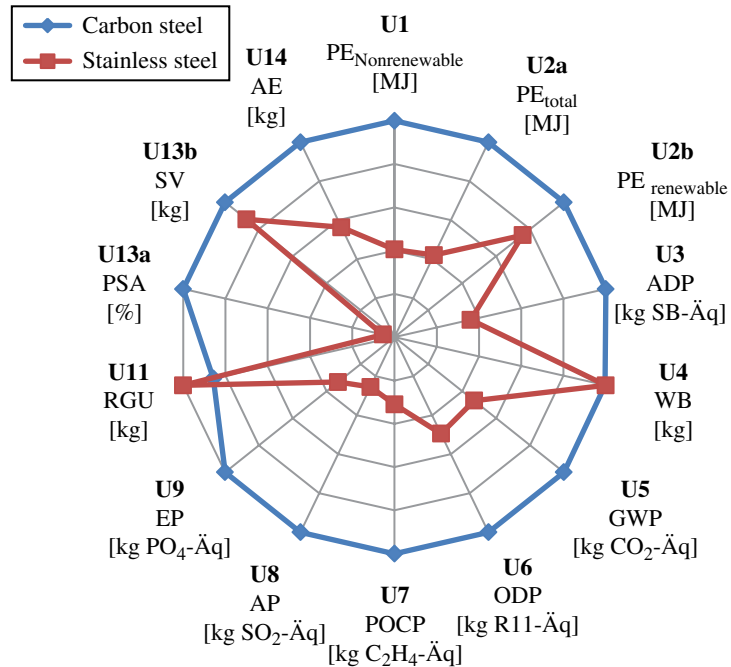 Carbon steel
Stainless steel
U1
PE_Nonrenewable
[MJ]
U2a
PE_total
[MJ]
U2b
PE renewable
[MJ]
U3
ADP
[kg SB-Äq]
U4
WB
[kg]
U5
GWP
[kg CO₂-Äq]
U6
ODP
[kg R11-Äq]
U7
POCP
[kg C₂H₄-Äq]
U8
AP
[kg SO₂-Äq]
U9
EP
[kg PO₄-Äq]
U11
RGU
[kg]
U13a
PSA
[%]
U13b
SV
[kg]
U14
AE
[kg]